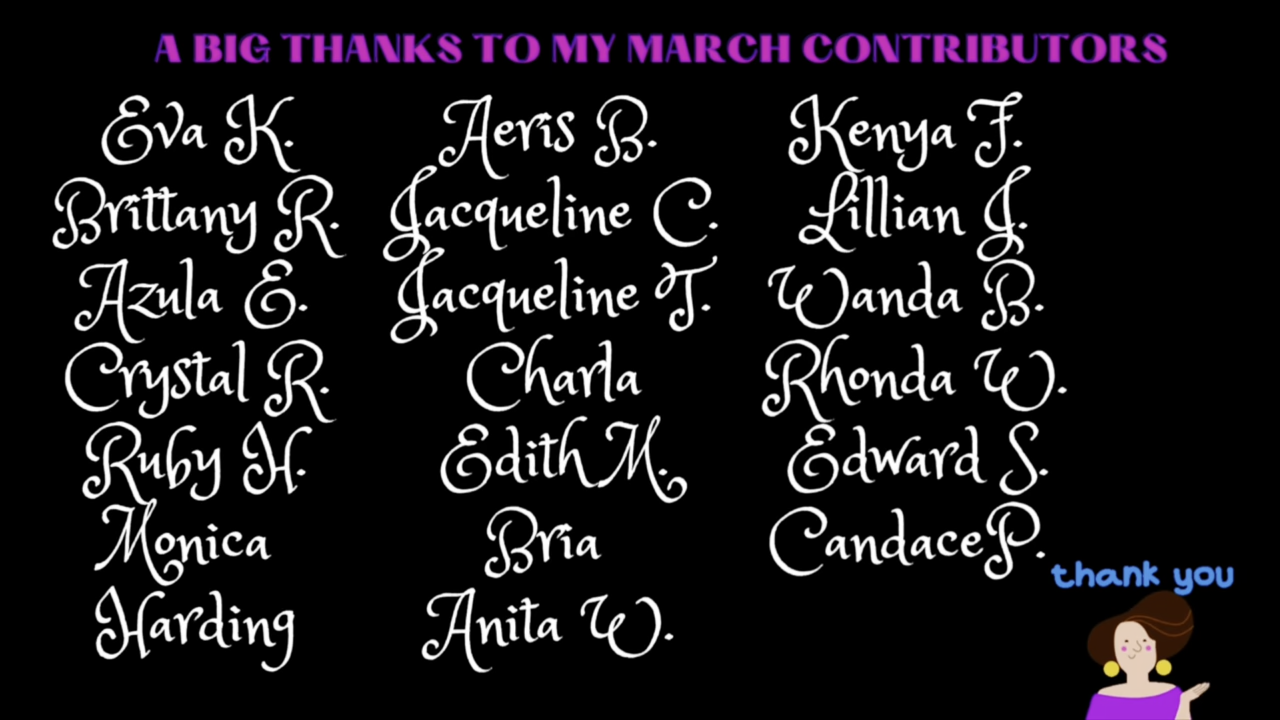 A BIG THANKS TO MY MARCH CONTRIBUTORS
Eva K.
Brittany R.
Azula E.
Crystal R.
Ruby H.
Monica
Harding
Aeris B.
Jacqueline C.
Jacqueline T.
Charla
Edith M.
Bria
Anita W.
Kenya F.
Lillian J.
Wanda B.
Rhonda W.
Edward S.
Candace P.
thank you